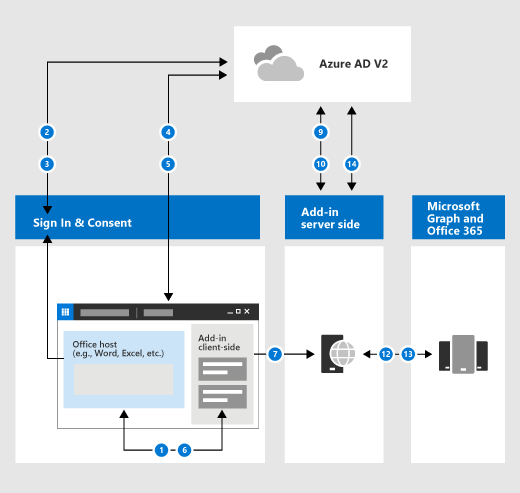 Azure AD V2
2
4
9
3
5
10
14
Sign In & Consent
Add-in
server side
Microsoft
Graph and
Office 365
Office host
(e.g., Word, Excel, etc.)
Add-in
client-side
7
12
13
1
6